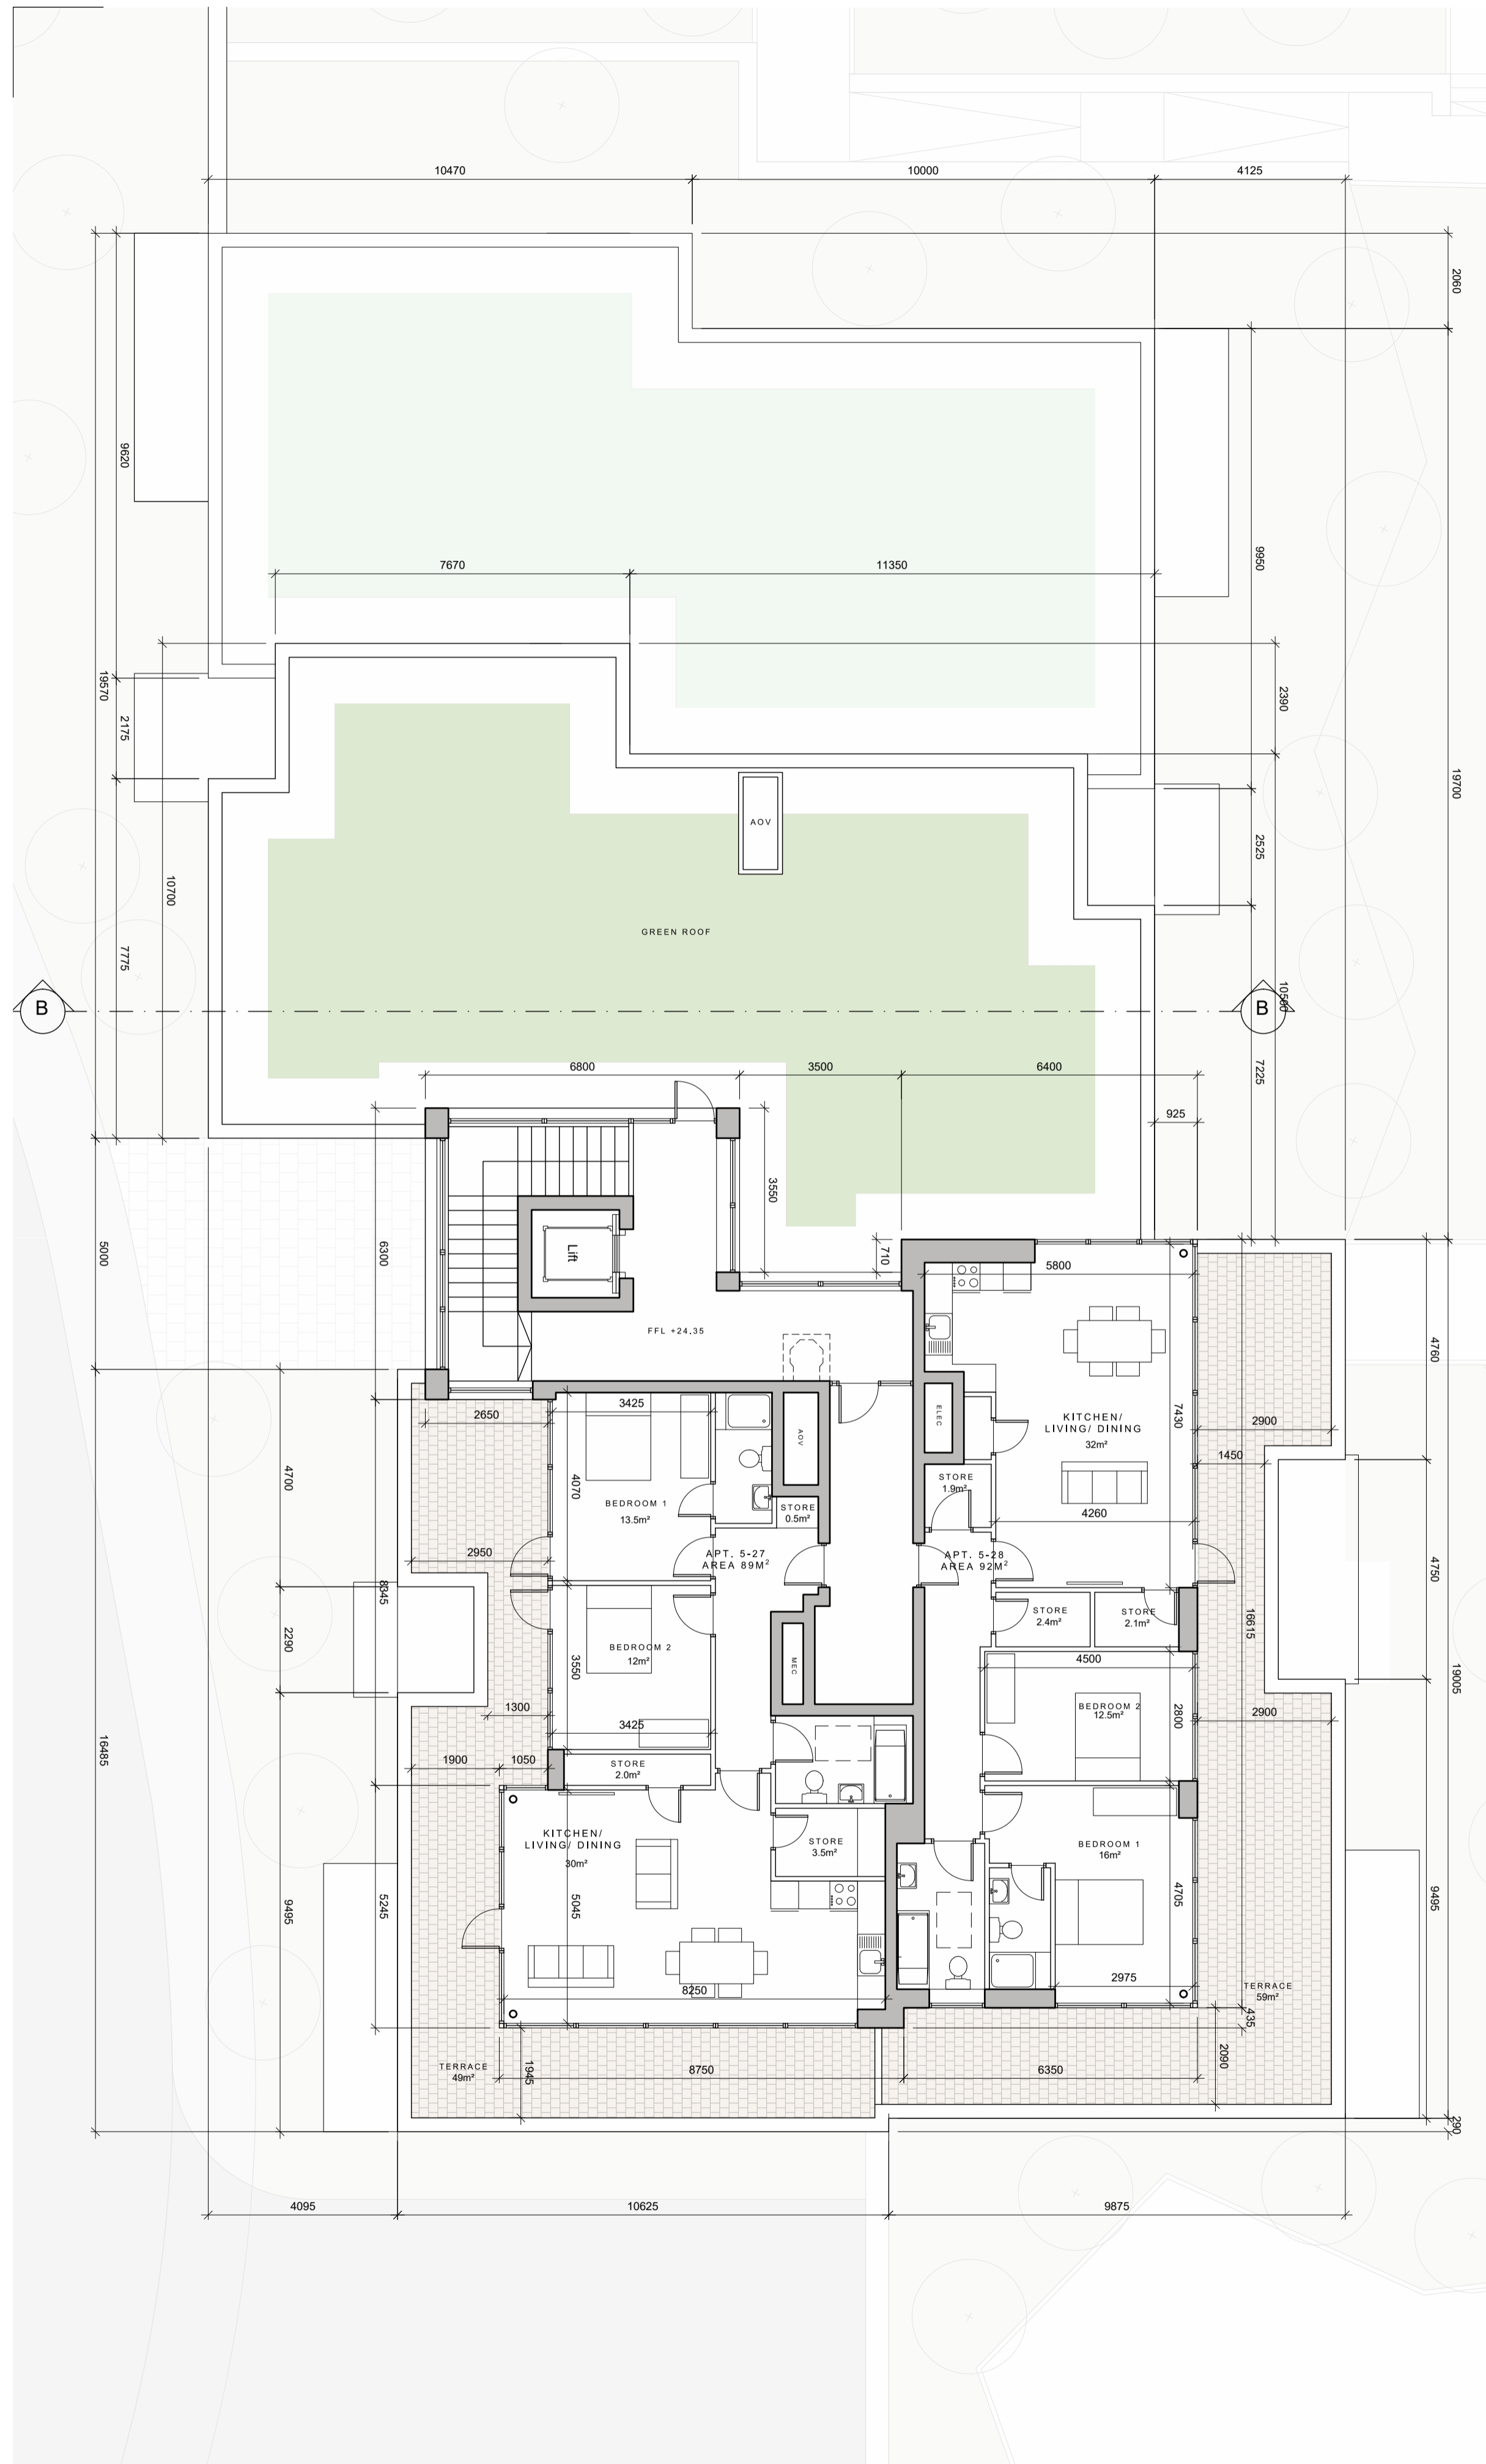 10470
10000
4125
2060
9620
9950
7670
11350
19570
2175
2390
19700
10700
AOV
2525
7775
GREEN ROOF
B
B
10560
6800
3500
6400
7225
925
3550
5000
6300
Lift
710
5800
FFL +24,35
4760
2650
3425
AOV
ELEC
7430
KITCHEN/
LIVING/ DINING
32m²
2900
1450
4700
4070
BEDROOM 1
13.5m²
STORE
0.5m²
STORE
1.9m²
4260
2950
APT. 5-27
AREA 89M²
APT. 5-28
AREA 92M²
4750
8345
2290
3550
BEDROOM 2
12m²
MEC
STORE
2.4m²
STORE
2.1m²
16615
4500
19005
1300
3425
BEDROOM 2
12.5m²
2800
2900
16485
1900
1050
STORE
2.0m²
KITCHEN/
LIVING/ DINING
30m²
STORE
3.5m²
BEDROOM 1
16m²
9495
5245
5045
4705
9495
8250
2975
TERRACE
59m²
435
TERRACE
49m²
1945
8750
6350
2090
290
4095
10625
9875